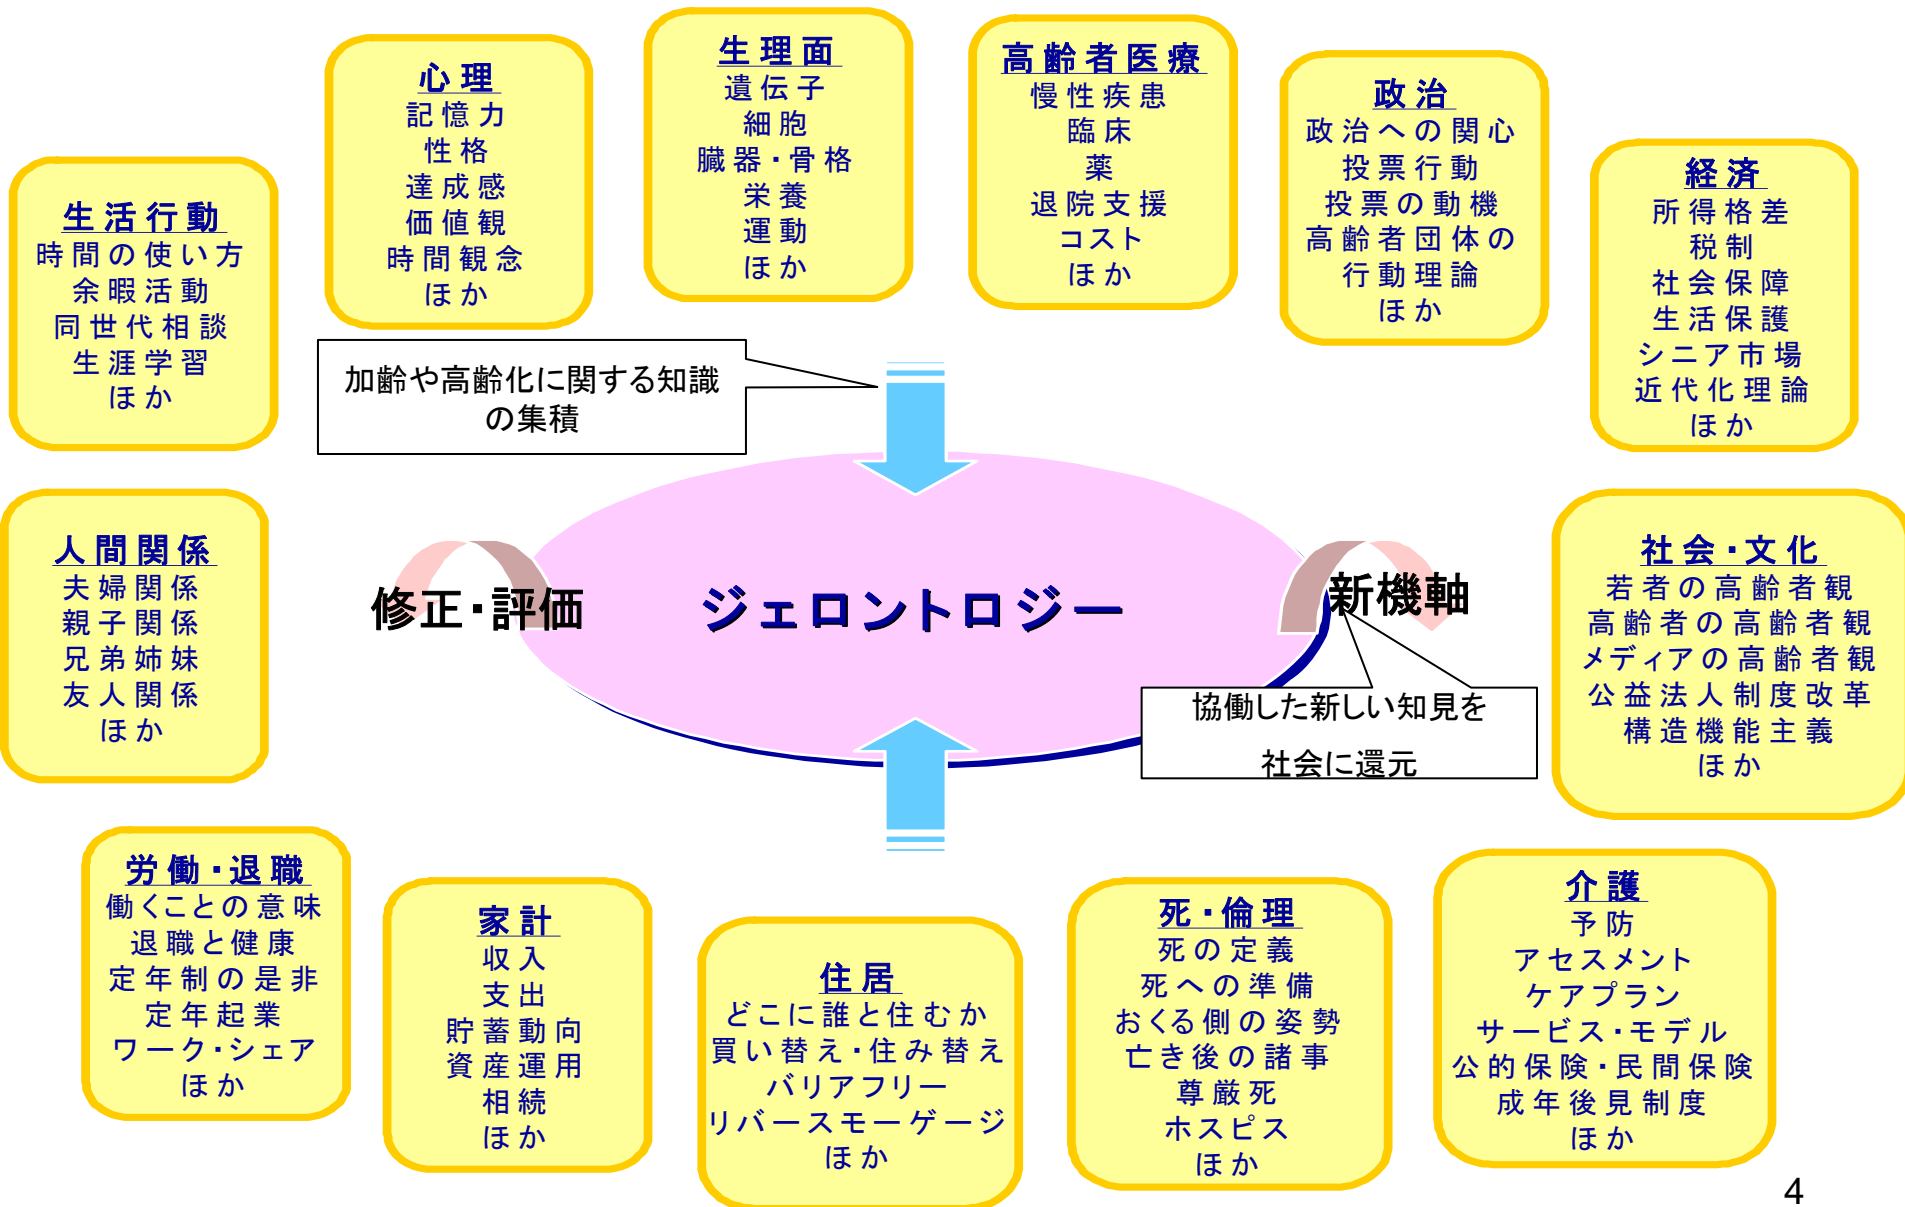 生活行動
時間の使い方
余暇活動
同世代相談
生涯学習
ほか
心理
記憶力
性格
達成感
価値観
時間観念
ほか
生理面
遺伝子
細胞
臓器・骨格
栄養
運動
ほか
高齢者医療
慢性疾患
臨床
薬
退院支援
コスト
ほか
政治
政治への関心
投票行動
投票の動機
高齢者団体の
行動理論
ほか
経済
所得格差
税制
社会保障
生活保護
シニア市場
近代化理論
ほか
加齢や高齢化に関する知識
の集積
人間関係
夫婦関係
親子関係
兄弟姉妹
友人関係
ほか
修正・評価
ジェロントロジー
新機軸
協働した新しい知見を
社会に還元
社会・文化
若者の高齢者観
高齢者の高齢者観
メディアの高齢者観
公益法人制度改革
構造機能主義
ほか
労働・退職
働くことの意味
退職と健康
定年制の是非
定年起業
ワーク・シェア
ほか
家計
収入
支出
貯蓄動向
資産運用
相続
ほか
住居
どこに誰と住むか
買い替え・住み替え
バリアフリー
リバースモーゲージ
ほか
死・倫理
死の定義
死への準備
おくる側の姿勢
亡き後の諸事
尊厳死
ホスピス
ほか
介護
予防
アセスメント
ケアプラン
サービス・モデル
公的保険・民間保険
成年後見制度
ほか
4